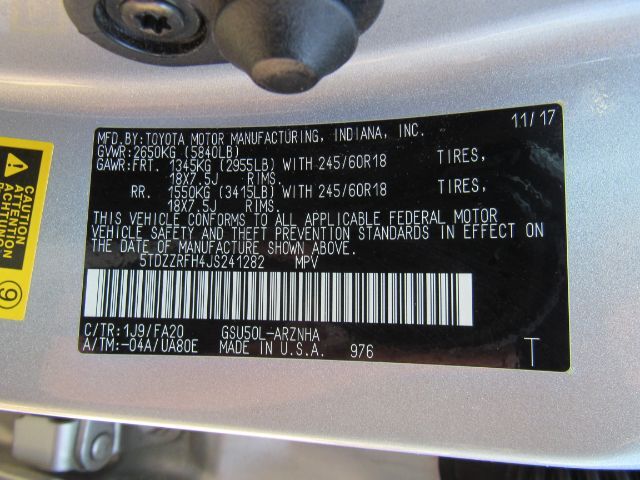 MFD.BY:TOYOTA MOTOR MANUFACTURING, INDIANA, INC. 11/17
GVWR:2650KG (5840LB)
GAWR:FRT. 1345KG (2955LB) WITH 245/60R18 TIRES,
18X7.5J RIMS
RR. 1550KG (3415LB) WITH 245/60R18 TIRES,
18X7.5J RIMS.
THIS VEHICLE CONFORMS TO ALL APPLICABLE FEDERAL MOTOR
VEHICLE SAFETY AND THEFT PREVENTION STANDARDS IN EFFECT ON
THE DATE OF MANUFACTURE SHOWN ABOVE.
5TDZZRFH4JS241282 MPV
C/TR:1J9/FA20 GSU50L-ARZNHA
A/TM:-04A/UA80E MADE IN U.S.A. 976 T
CAUTION
ATTENTION
ACHTUNG
9